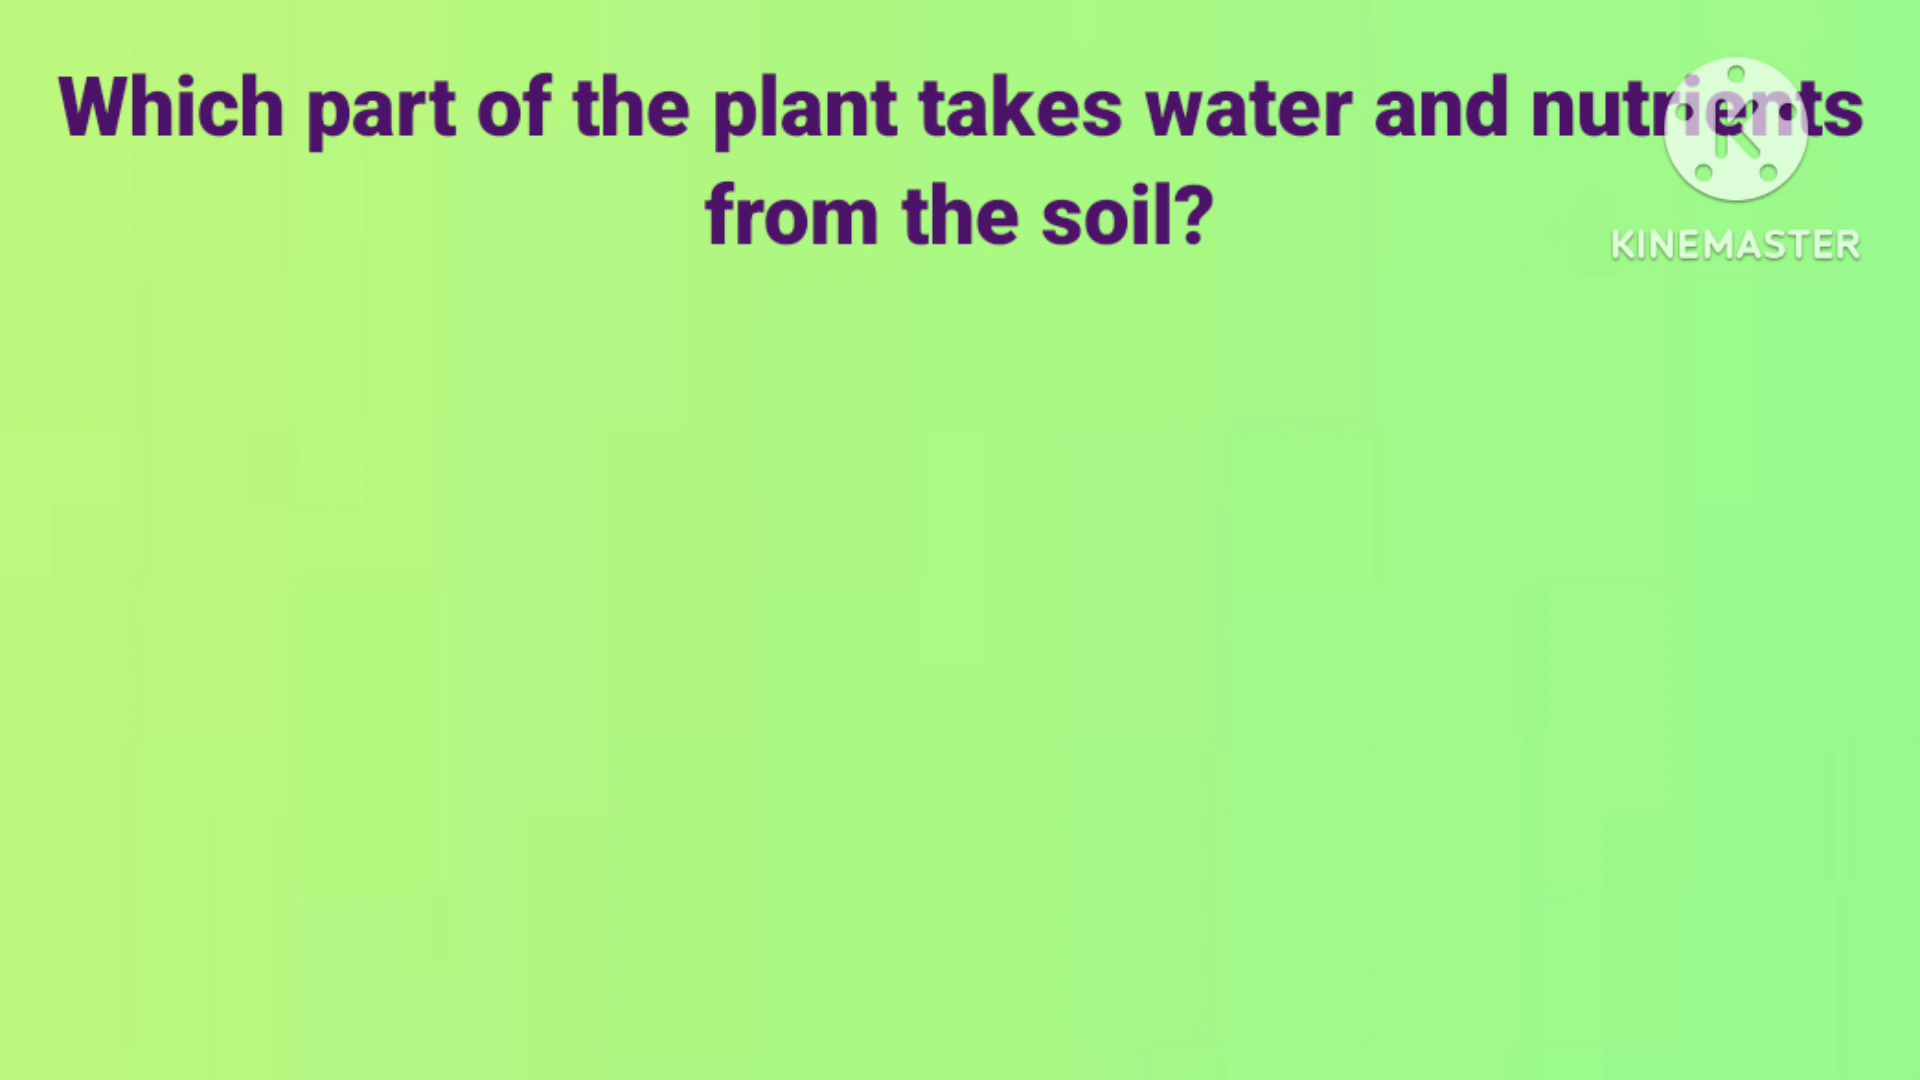 Which part of the plant takes water and nutrients
from the soil?
KINEMASTER